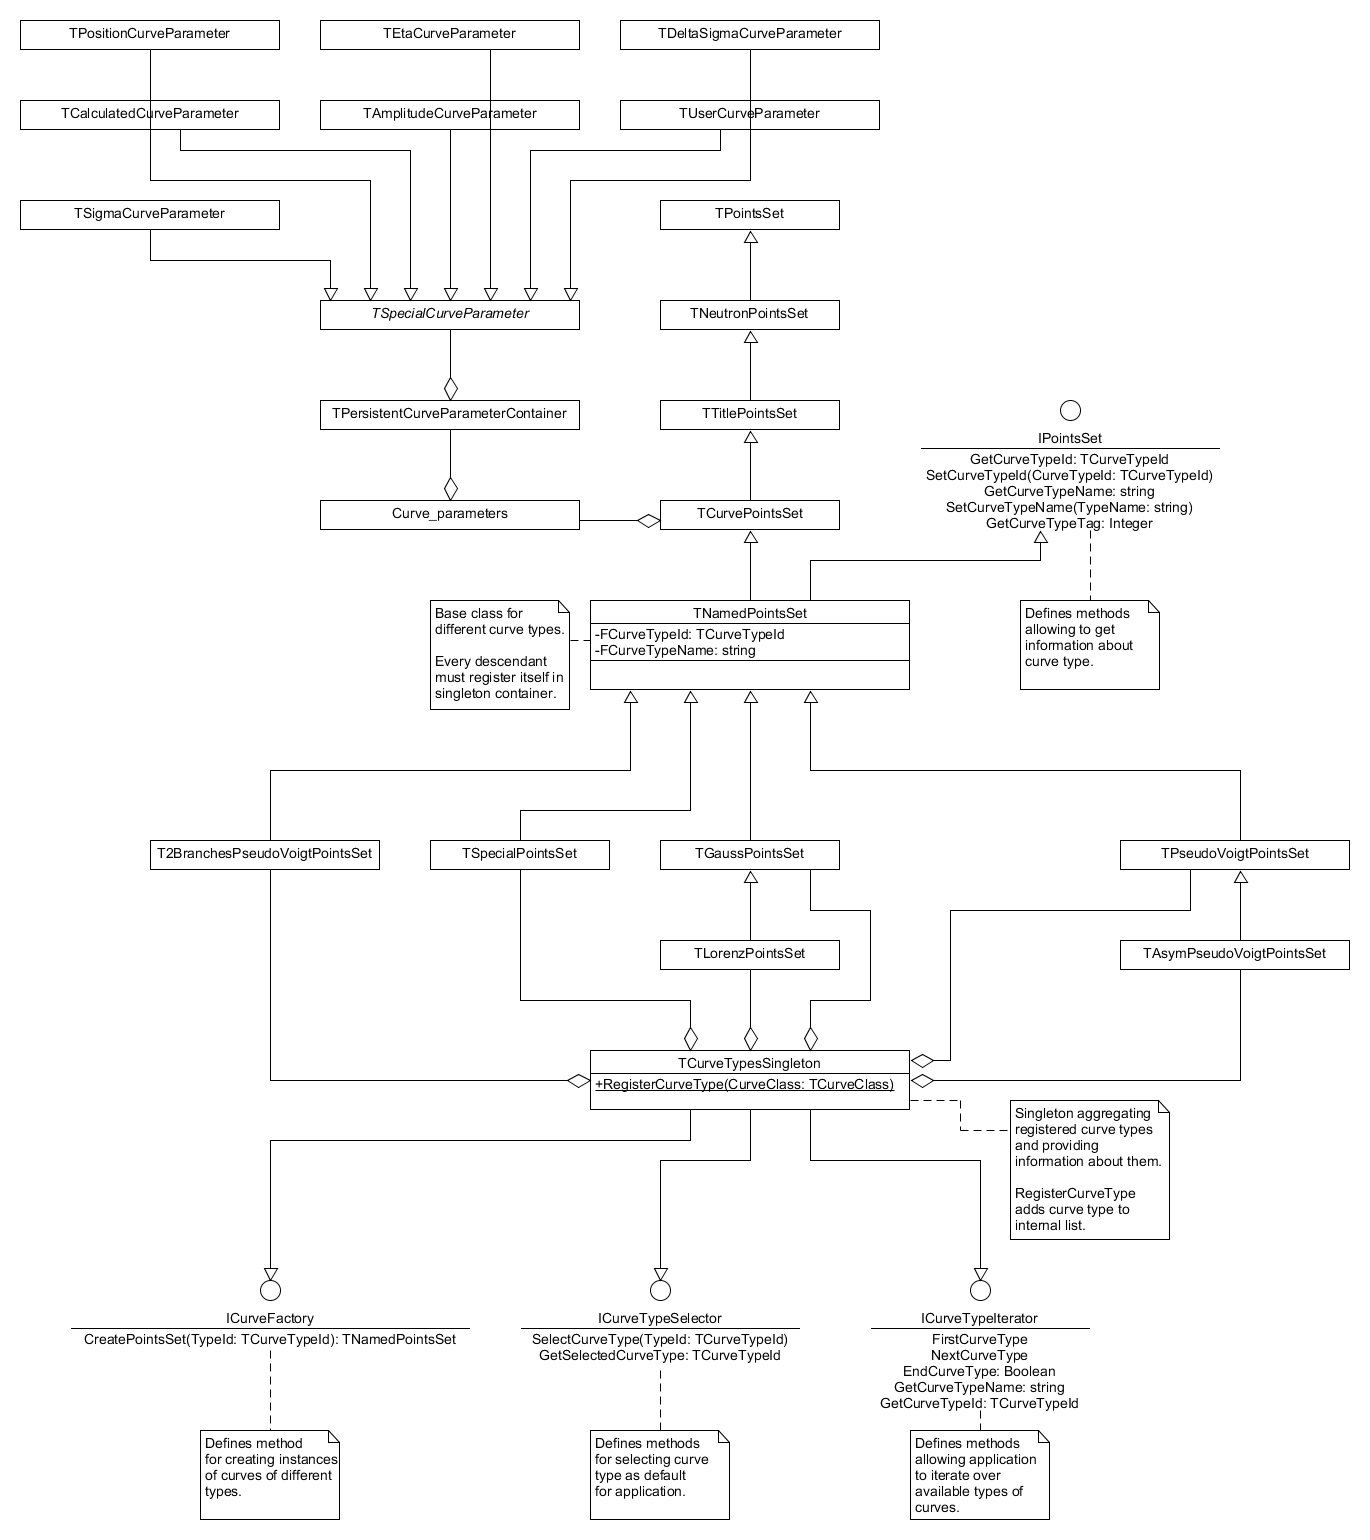 TPositionCurveParameter
TEtaCurveParameter
TDeltaSigmaCurveParameter
TCalculatedCurveParameter
TAmplitudeCurveParameter
TUserCurveParameter
TSigmaCurveParameter
TPointsSet
TSpecialCurveParameter
TNeutronPointsSet
TPersistentCurveParameterContainer
TTitlePointsSet
IPointsSet
GetCurveTypeId: TCurveTypeId
SetCurveTypeId(CurveTypeId: TCurveTypeId)
GetCurveTypeName: string
SetCurveTypeName(TypeName: string)
GetCurveTypeTag: Integer
Curve_parameters
TCurvePointsSet
Base class for
different curve types.
Every descendant
must register itself in
singleton container.
TNamedPointsSet
-FCurveTypeId: TCurveTypeId
-FCurveTypeName: string
Defines methods
allowing to get
information about
curve type.
T2BranchesPseudoVoigtPointsSet
TSpecialPointsSet
TGaussPointsSet
TPseudoVoigtPointsSet
TLorenzPointsSet
TAsymPseudoVoigtPointsSet
TCurveTypesSingleton
+RegisterCurveType(CurveClass: TCurveClass)
Singleton aggregating
registered curve types
and providing
information about them.
RegisterCurveType
adds curve type to
internal list.
ICurveFactory
CreatePointsSet(TypeId: TCurveTypeId): TNamedPointsSet
ICurveTypeSelector
SelectCurveType(TypeId: TCurveTypeId)
GetSelectedCurveType: TCurveTypeId
ICurveTypeIterator
FirstCurveType
NextCurveType
EndCurveType: Boolean
GetCurveTypeName: string
GetCurveTypeId: TCurveTypeId
Defines method
for creating instances
of curves of different
types.
Defines methods
for selecting curve
type as default
for application.
Defines methods
allowing application
to iterate over
available types of
curves.